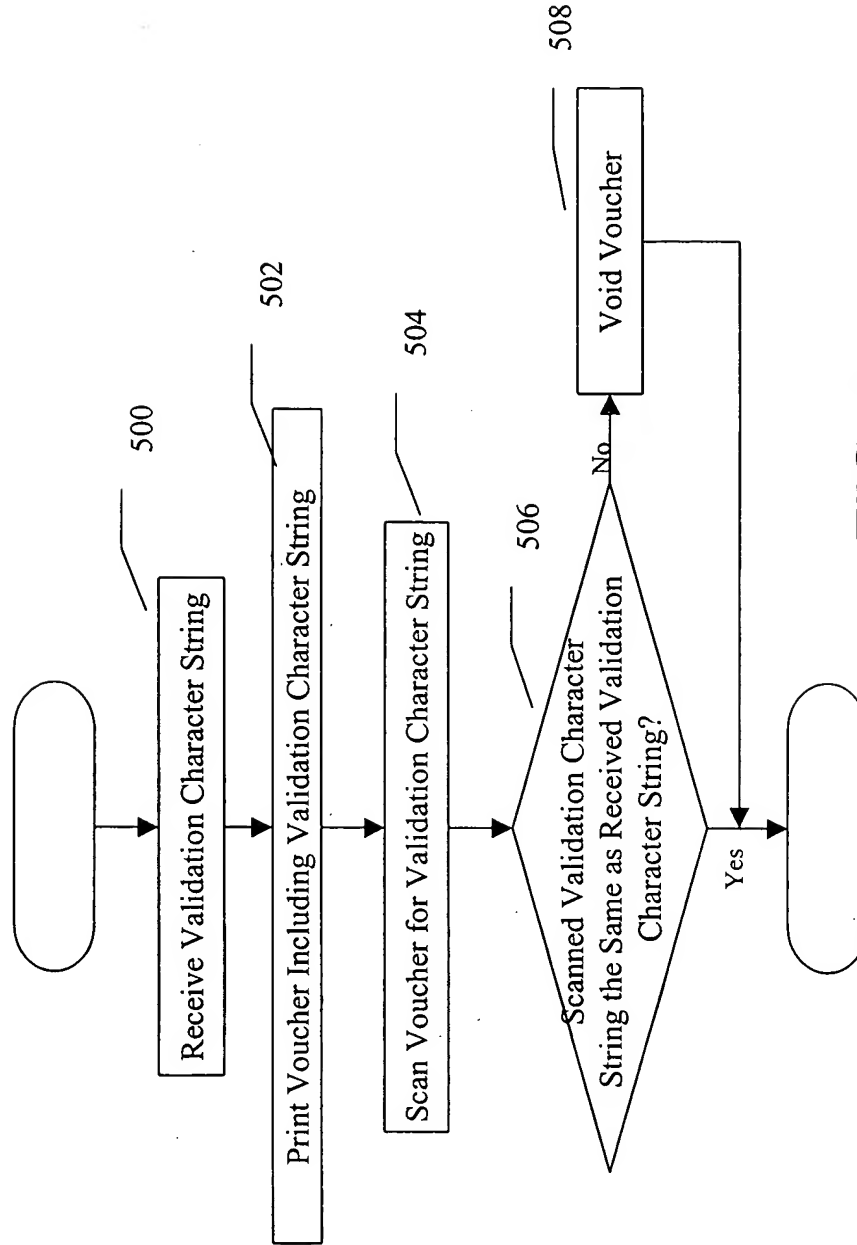 500
Receive Validation Character String
502
Print Voucher Including Validation Character String
504
Scan Voucher for Validation Character String
506
Scanned Validation Character
String the Same as Received Validation
Character String?
No
508
Void Voucher
Yes